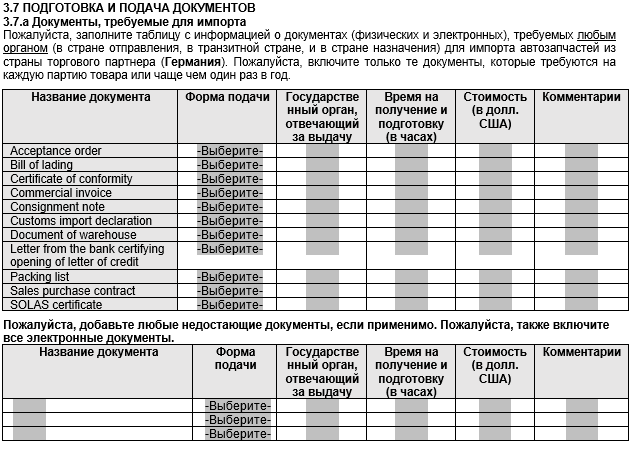 3.7 ПОДГОТОВКА И ПОДАЧА ДОКУМЕНТОВ
3.7.a Документы, требуемые для импорта
Пожалуйста, заполните таблицу с информацией о документах (физических и электронных), требуемых любым
органом (в стране отправления, в транзитной стране, и в стране назначения) для импорта автозапчастей из
страны торгового партнера (Германия). Пожалуйста, включите только те документы, которые требуются на
каждую партию товара или чаще чем один раз в год.
Название документа Форма подачи Государстве Время на Стоимость Комментарии
нный орган, получение и (в долл.
отвечающий подготовку США)
за выдачу (в часах)
Acceptance order -Выберите-
Bill of lading -Выберите-
Certificate of conformity -Выберите-
Commercial invoice -Выберите-
Consignment note -Выберите-
Customs import declaration -Выберите-
Document of warehouse -Выберите-
Letter from the bank certifying -Выберите-
opening of letter of credit
Packing list -Выберите-
Sales purchase contract -Выберите-
SOLAS certificate -Выберите-
Пожалуйста, добавьте любые недостающие документы, если применимо. Пожалуйста, также включите
все электронные документы.
Название документа Форма Государстве Время на Стоимость Комментарии
подачи нный орган, получение и (в долл.
отвечающий подготовку США)
за выдачу (в часах)
-Выберите-
-Выберите-
-Выберите-